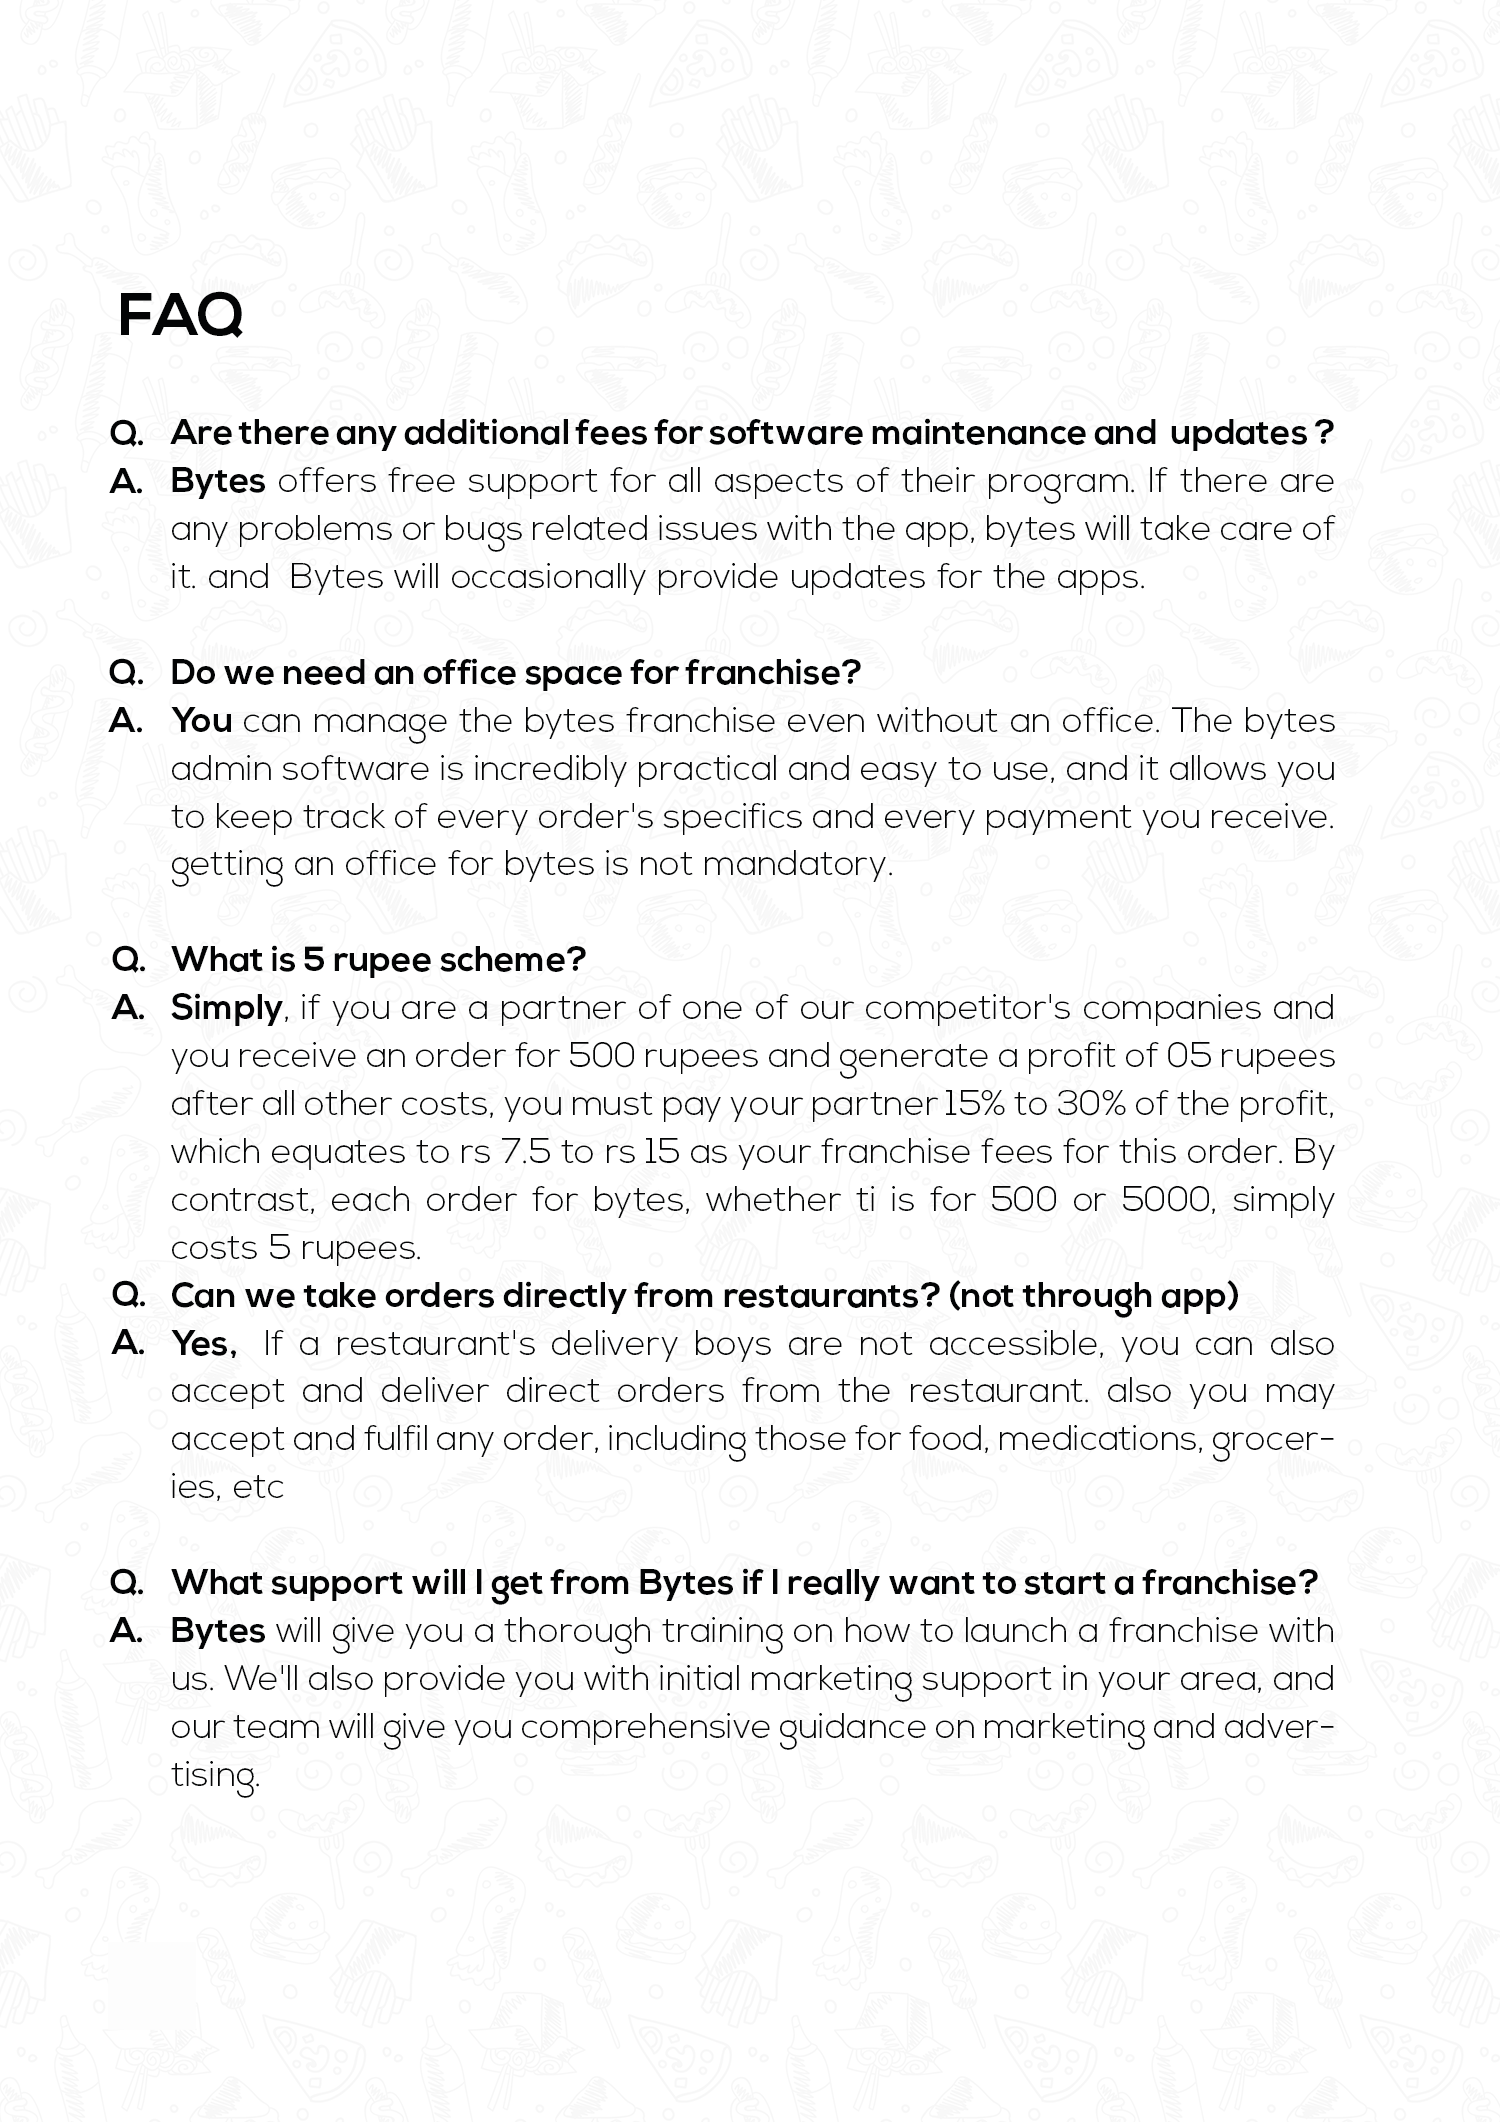 FAQ
Q. Are there any additional fees for software maintenance and updates ?
A. Bytes offers free support for all aspects of their program. If there are
any problems or bugs related issues with the app, bytes will take care of
it. and Bytes will occasionally provide updates for the apps.
Q. Do we need an office space for franchise?
A. You can manage the bytes franchise even without an office. The bytes
admin software is incredibly practical and easy to use, and it allows you
to keep track of every order's specifics and every payment you receive.
getting an office for bytes is not mandatory.
Q. What is 5 rupee scheme?
A. Simply, if you are a partner of one of our competitor's companies and
you receive an order for 500 rupees and generate a profit of 05 rupees
after all other costs, you must pay your partner 15% to 30% of the profit,
which equates to rs 7.5 to rs 15 as your franchise fees for this order. By
contrast, each order for bytes, whether ti is for 500 or 5000, simply
costs 5 rupees.
Q. Can we take orders directly from restaurants? (not through app)
A. Yes, If a restaurant's delivery boys are not accessible, you can also
accept and deliver direct orders from the restaurant. also you may
accept and fulfil any order, including those for food, medications, grocer-
ies, etc
Q. What support will I get from Bytes if I really want to start a franchise?
A. Bytes will give you a thorough training on how to launch a franchise with
us. We'll also provide you with initial marketing support in your area, and
our team will give you comprehensive guidance on marketing and adver-
tising.